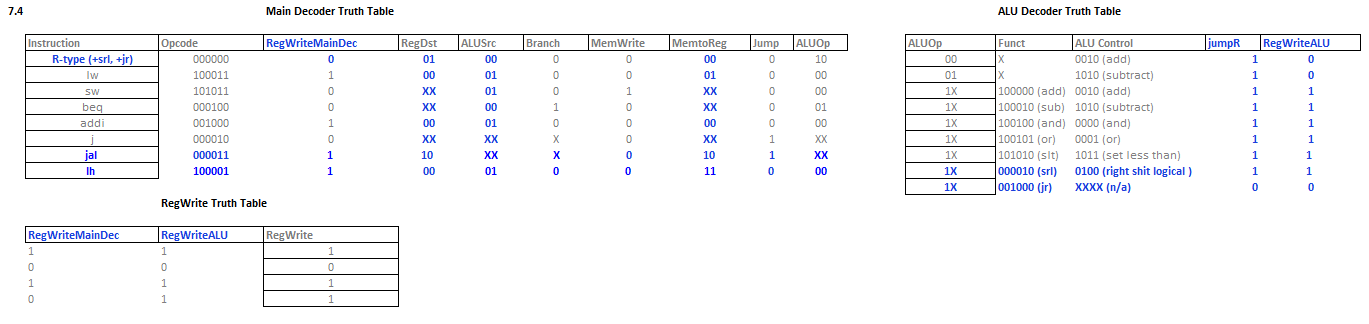 7.4 Main Decoder Truth Table ALU Decoder Truth Table
Instruction Opcode RegWriteMainDec RegDst ALUSrc Branch MemWrite MemtoReg Jump ALUOp ALUOp Funct ALU Control jumpR RegWriteALU
R-type (+srl, +jr) 000000 0 01 00 0 0 00 0 10 00 X 0010 (add) 1 0
lw 100011 1 00 01 0 0 01 0 00 01 X 1010 (subtract) 1 0
sw 101011 0 XX 01 0 1 XX 0 00 1X 100000 (add) 0010 (add) 1 1
beq 000100 0 XX 00 1 0 XX 0 01 1X 100010 (sub) 1010 (subtract) 1 1
addi 001000 1 00 01 0 0 00 0 00 1X 100100 (and) 0000 (and) 1 1
j 000010 0 XX XX X 0 XX 1 XX 1X 100101 (or) 0001 (or) 1 1
jal 000011 1 10 XX X 0 10 1 XX 1X 101010 (slt) 1011 (set less than) 1 1
lh 100001 1 00 01 0 0 11 0 00 1X 000010 (srl) 0100 (right shit logical ) 1 1
1X 001000 (jr) XXXX (n/a) 0 0
RegWrite Truth Table
RegWriteMainDec RegWriteALU RegWrite
1 1 1
0 0 0
1 1 1
0 1 1